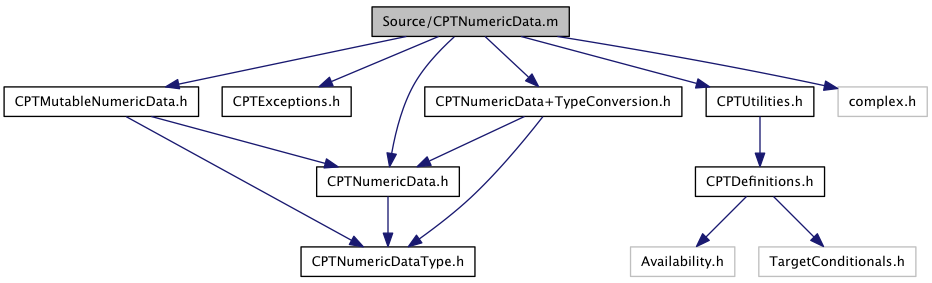 Source/CPTNumericData.m
CPTMutableNumericData.h
CPTExceptions.h
CPTNumericData+TypeConversion.h
CPTUtilities.h
complex.h
CPTNumericData.h
CPTDefinitions.h
CPTNumericDataType.h
Availability.h
TargetConditionals.h